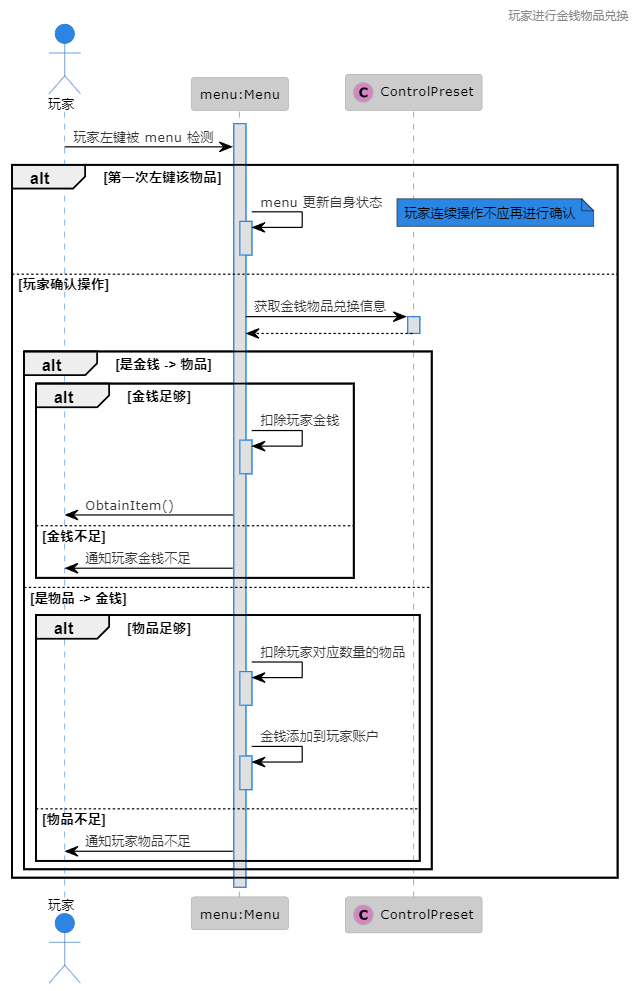 玩家进行金钱物品兑换
玩家
menu:Menu
C ControlPreset
玩家左键被 menu 检测
alt [第一次左键该物品]
menu 更新自身状态
玩家连续操作不应再进行确认
[玩家确认操作]
获取金钱物品兑换信息
alt [是金钱 -> 物品]
alt [金钱足够]
扣除玩家金钱
ObtainItem()
[金钱不足]
通知玩家金钱不足
[是物品 -> 金钱]
alt [物品足够]
扣除玩家对应数量的物品
金钱添加到玩家账户
[物品不足]
通知玩家物品不足
玩家
menu:Menu
C ControlPreset